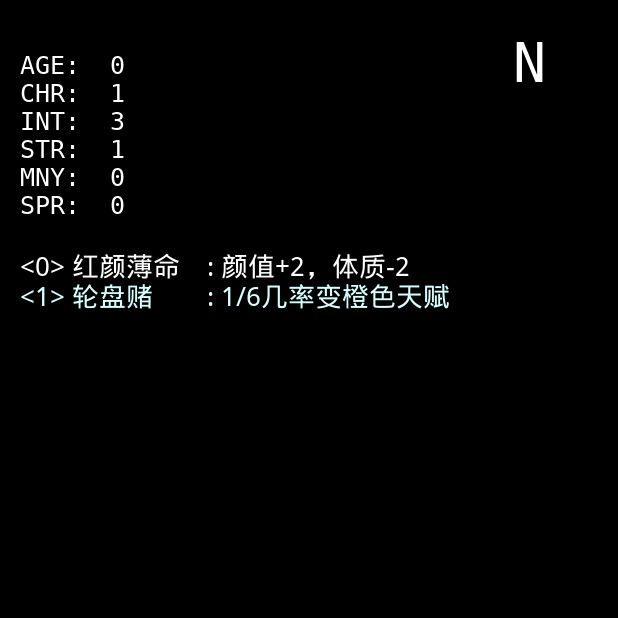 N
AGE: 0
CHR: 1
INT: 3
STR: 1
MNY: 0
SPR: 0
<0> 红颜薄命 : 颜值+2，体质-2
<1> 轮盘赌 : 1/6几率变橙色天赋